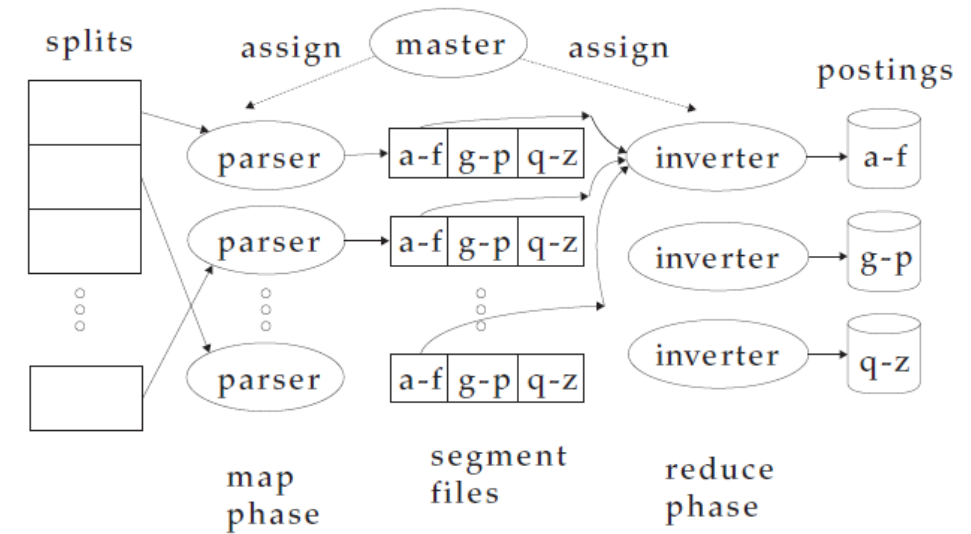 splits
assign
master
assign
postings
parser
a-f g-p q-z
inverter
a-f
parser
a-f g-p q-z
inverter
g-p
parser
a-f g-p q-z
inverter
q-z
map
phase
segment
files
reduce
phase